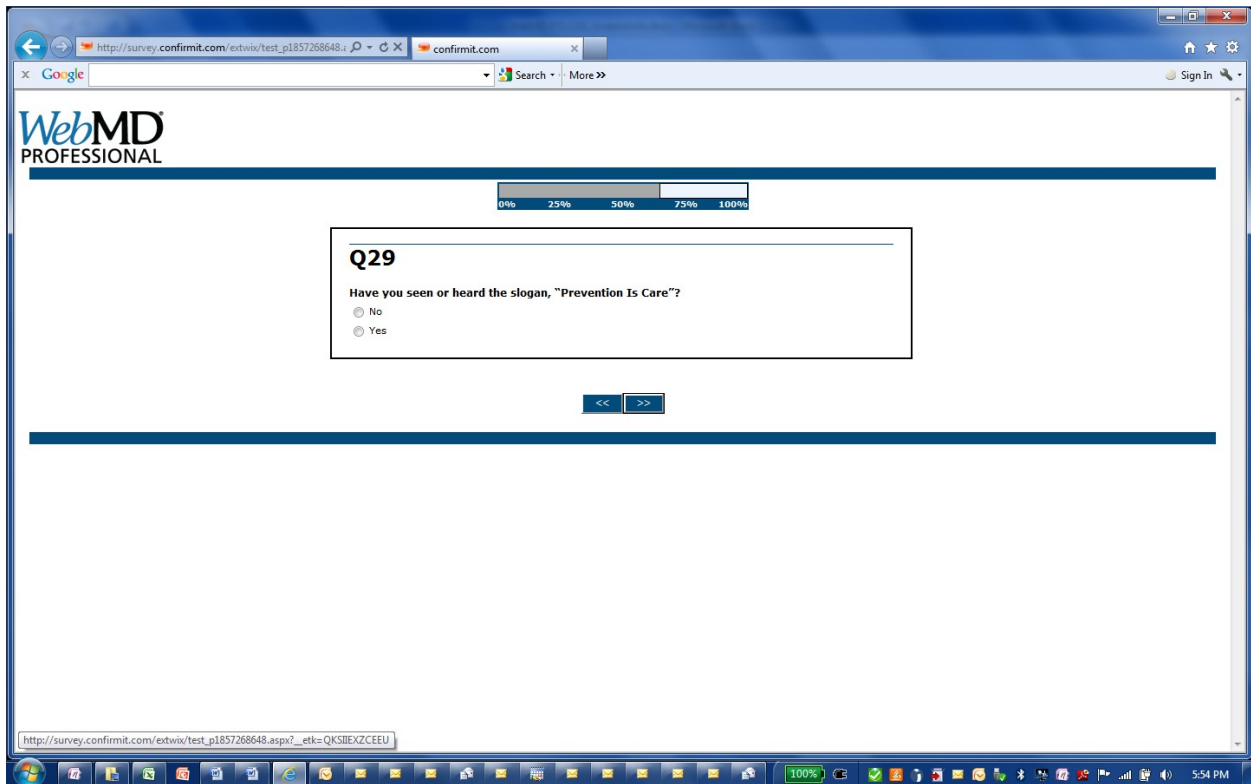 http://survey.confirmit.com/extwix/test_p1857268648.a
confirmit.com
x Google
Search
More >>
Sign In
WebMD
PROFESSIONAL
0% 25% 50% 75% 100%
Q29
Have you seen or heard the slogan, “Prevention Is Care”?
No
Yes
<< >>
http://survey.confirmit.com/extwix/test_p1857268648.aspx?__etk=QKSIIEXZCEEU
100%
5:54 PM